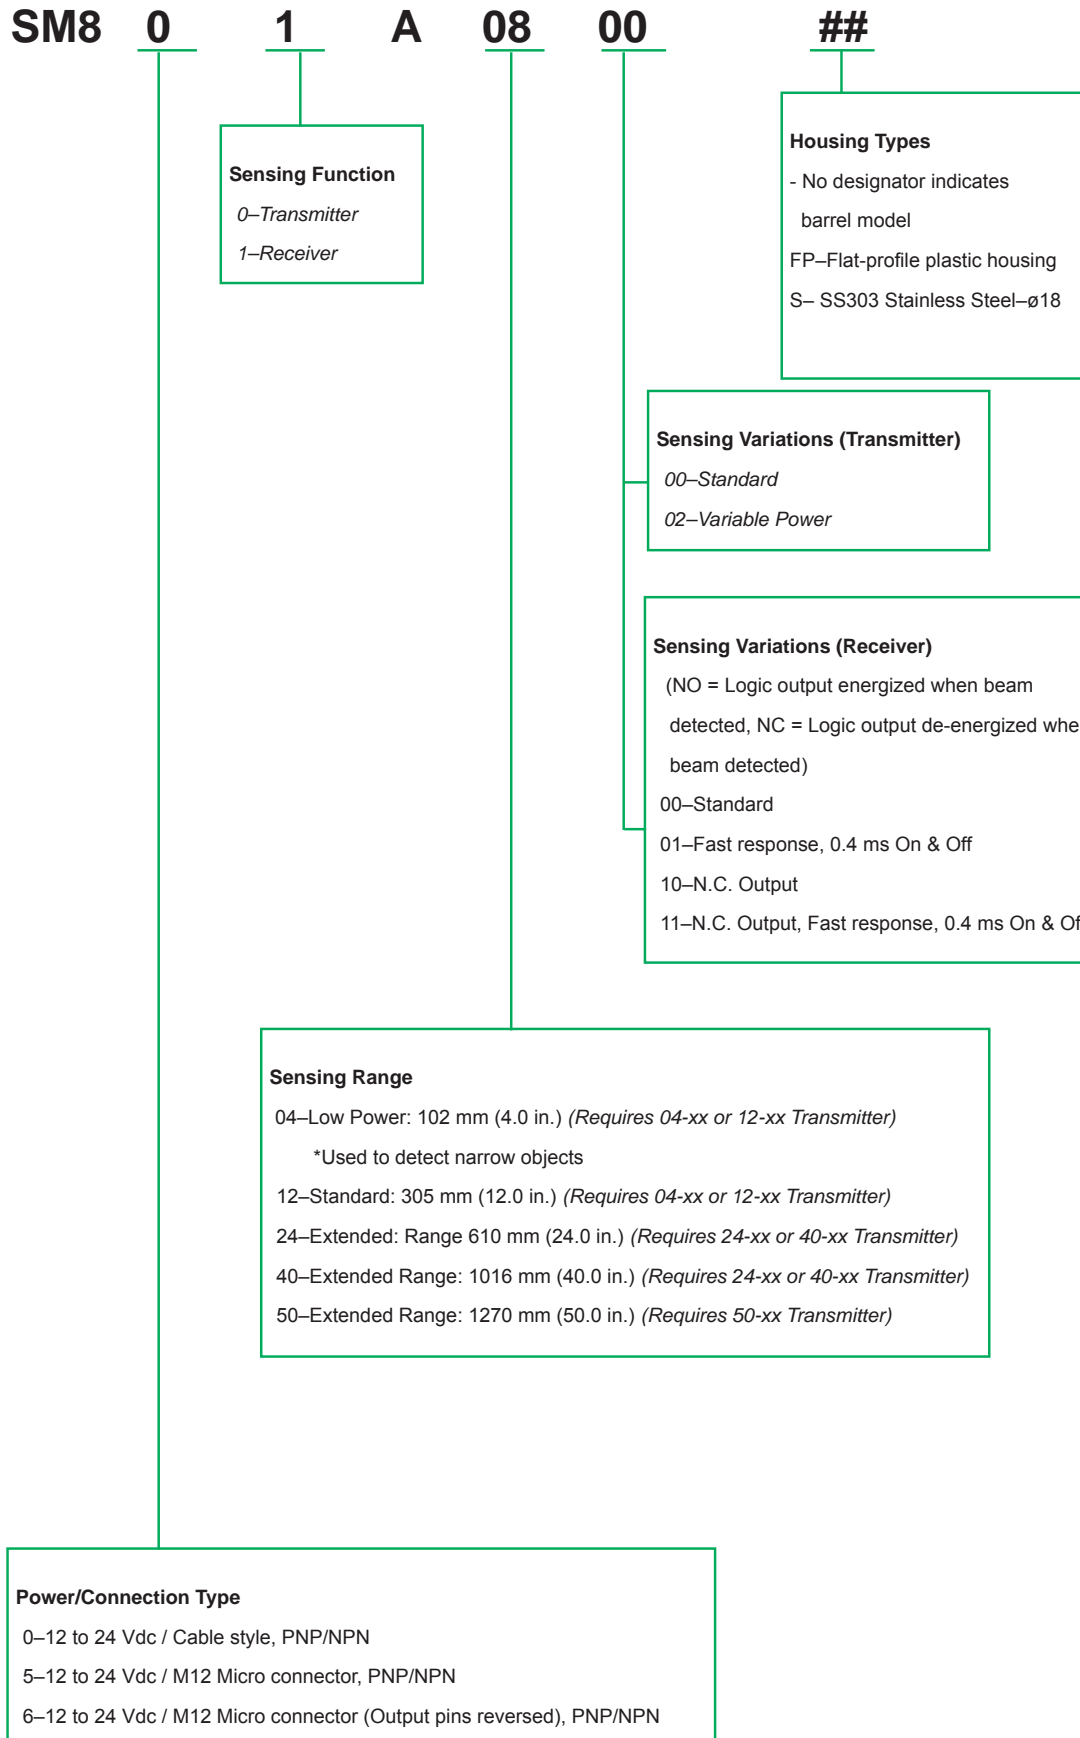 SM8 0 1 A 08 00 ##
Housing Types
- No designator indicates
barrel model
FP–Flat-profile plastic housing
S– SS303 Stainless Steel–ø18
Sensing Function
0–Transmitter
1–Receiver
Sensing Variations (Transmitter)
00–Standard
02–Variable Power
Sensing Variations (Receiver)
(NO = Logic output energized when beam
detected, NC = Logic output de-energized whe
beam detected)
00–Standard
01–Fast response, 0.4 ms On & Off
10–N.C. Output
11–N.C. Output, Fast response, 0.4 ms On & Of
Sensing Range
04–Low Power: 102 mm (4.0 in.) (Requires 04-xx or 12-xx Transmitter)
*Used to detect narrow objects
12–Standard: 305 mm (12.0 in.) (Requires 04-xx or 12-xx Transmitter)
24–Extended: Range 610 mm (24.0 in.) (Requires 24-xx or 40-xx Transmitter)
40–Extended Range: 1016 mm (40.0 in.) (Requires 24-xx or 40-xx Transmitter)
50–Extended Range: 1270 mm (50.0 in.) (Requires 50-xx Transmitter)
Power/Connection Type
0–12 to 24 Vdc / Cable style, PNP/NPN
5–12 to 24 Vdc / M12 Micro connector, PNP/NPN
6–12 to 24 Vdc / M12 Micro connector (Output pins reversed), PNP/NPN